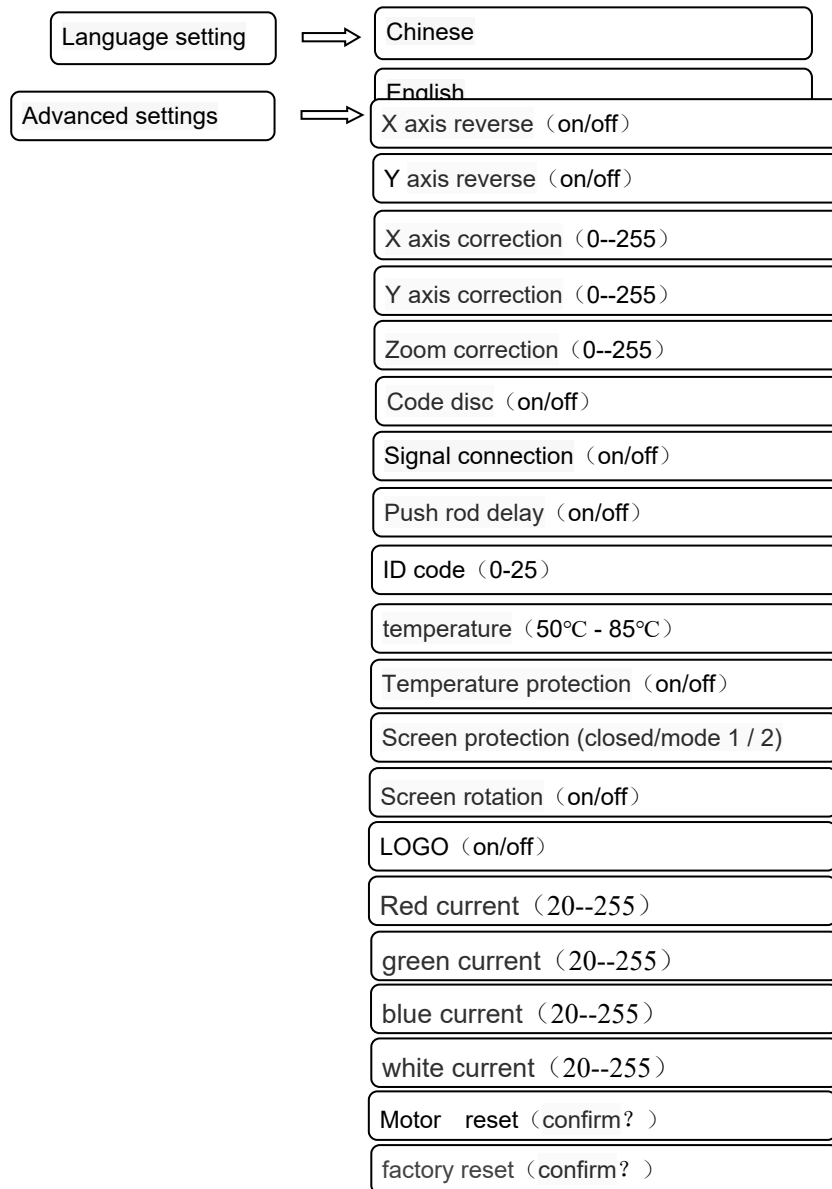 Language setting
Chinese
English
Advanced settings
X axis reverse（on/off）
Y axis reverse（on/off）
X axis correction（0--255）
Y axis correction（0--255）
Zoom correction（0--255）
Code disc（on/off）
Signal connection（on/off）
Push rod delay（on/off）
ID code（0-25）
temperature（50℃ - 85℃）
Temperature protection（on/off）
Screen protection (closed/mode 1 / 2)
Screen rotation（on/off）
LOGO（on/off）
Red current（20--255）
green current（20--255）
blue current（20--255）
white current（20--255）
Motor reset（confirm？）
factory reset（confirm？）